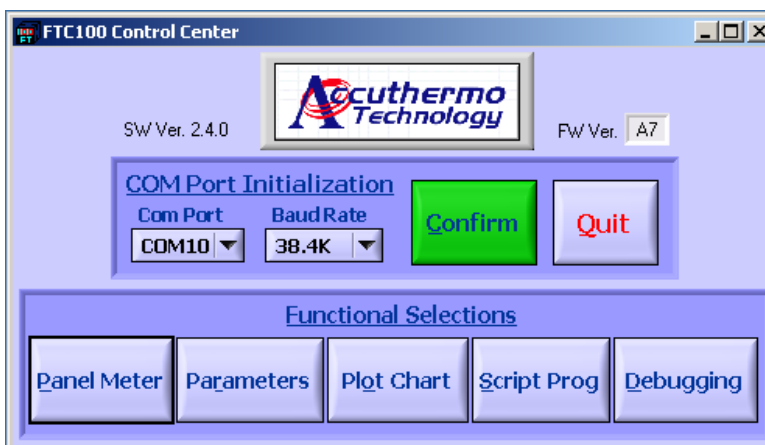 FTC100 Control Center
Accuthermo
Technology
SW Ver. 2.4.0
FW Ver. A7
COM Port Initialization
Com Port Baud Rate
COM10 38.4K
Confirm
Quit
Functional Selections
Panel Meter Parameters Plot Chart Script Prog Debugging